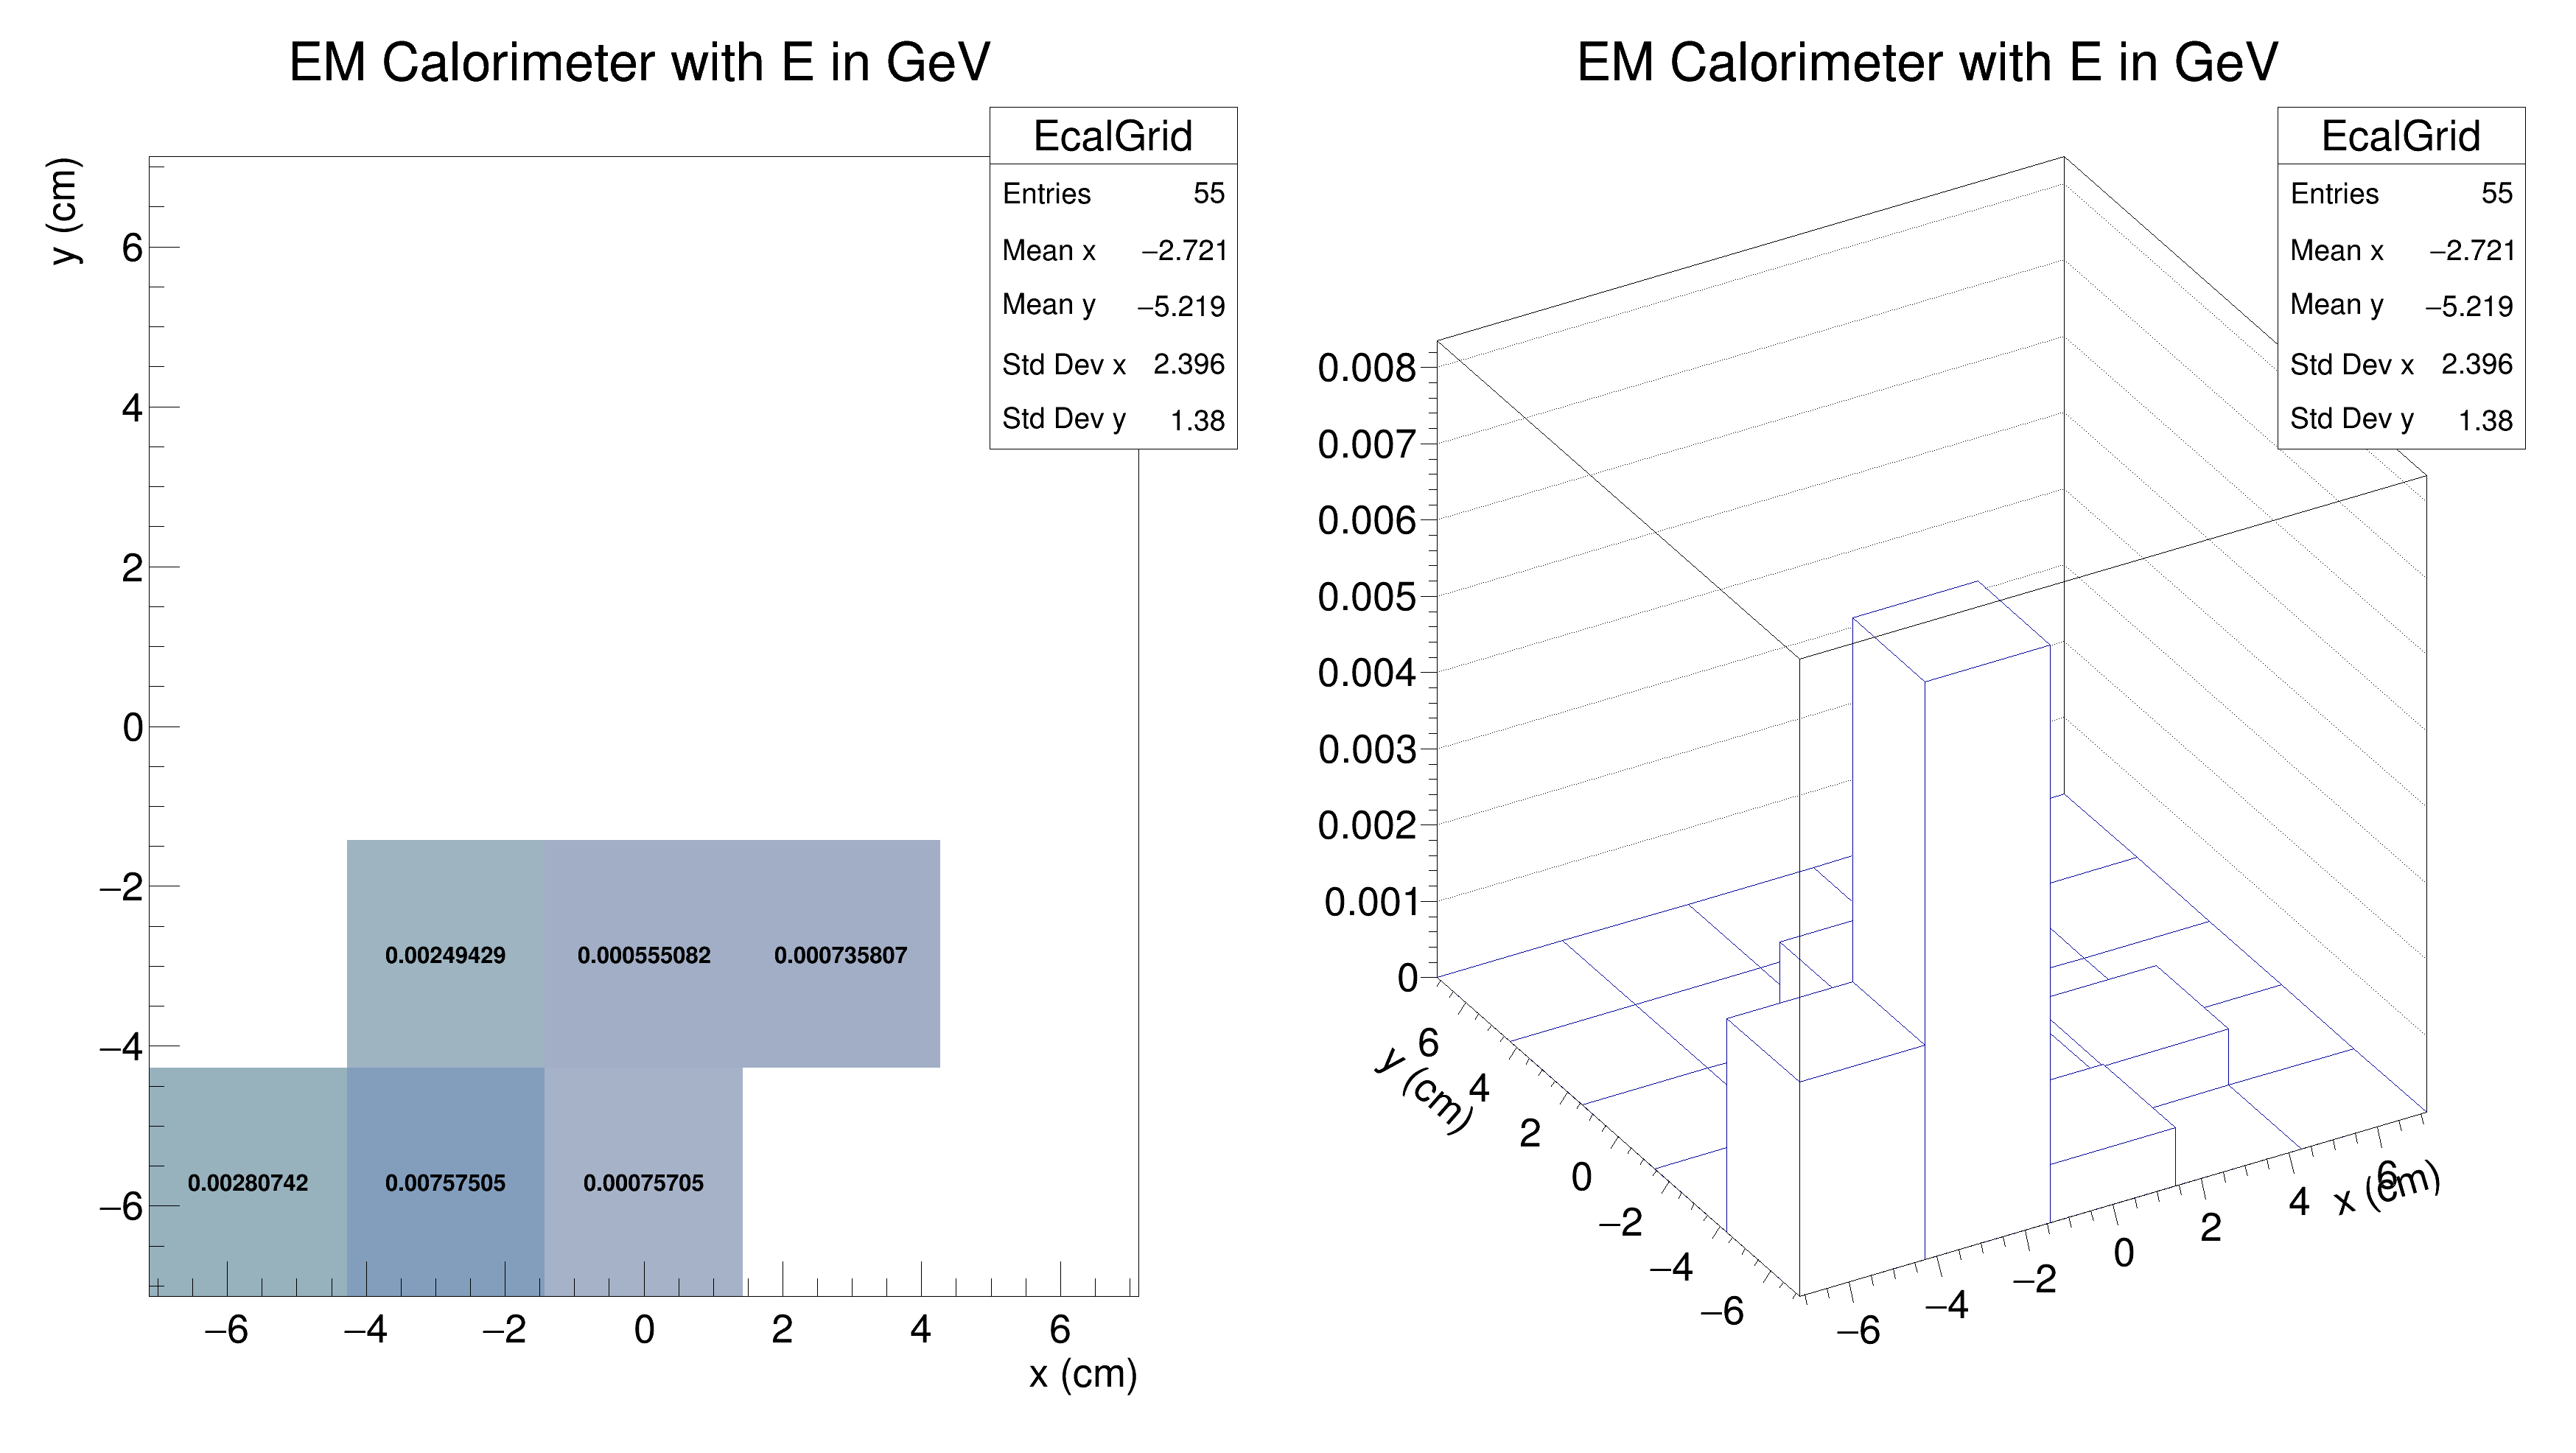 EM Calorimeter with E in GeV
EcalGrid
Entries 55
Mean x −2.721
Mean y −5.219
Std Dev x 2.396
Std Dev y 1.38
y (cm)
6
4
2
0
−2
−4
−6
0.00249429 0.000555082 0.000735807
0.00280742 0.00757505 0.00075705
−6 −4 −2 0 2 4 6
x (cm)
EM Calorimeter with E in GeV
EcalGrid
Entries 55
Mean x −2.721
Mean y −5.219
Std Dev x 2.396
Std Dev y 1.38
0.008
0.007
0.006
0.005
0.004
0.003
0.002
0.001
0
6
4
2
0
−2
−4
−6
y (cm)
−6 −4 −2 0 2 4 6
x (cm)